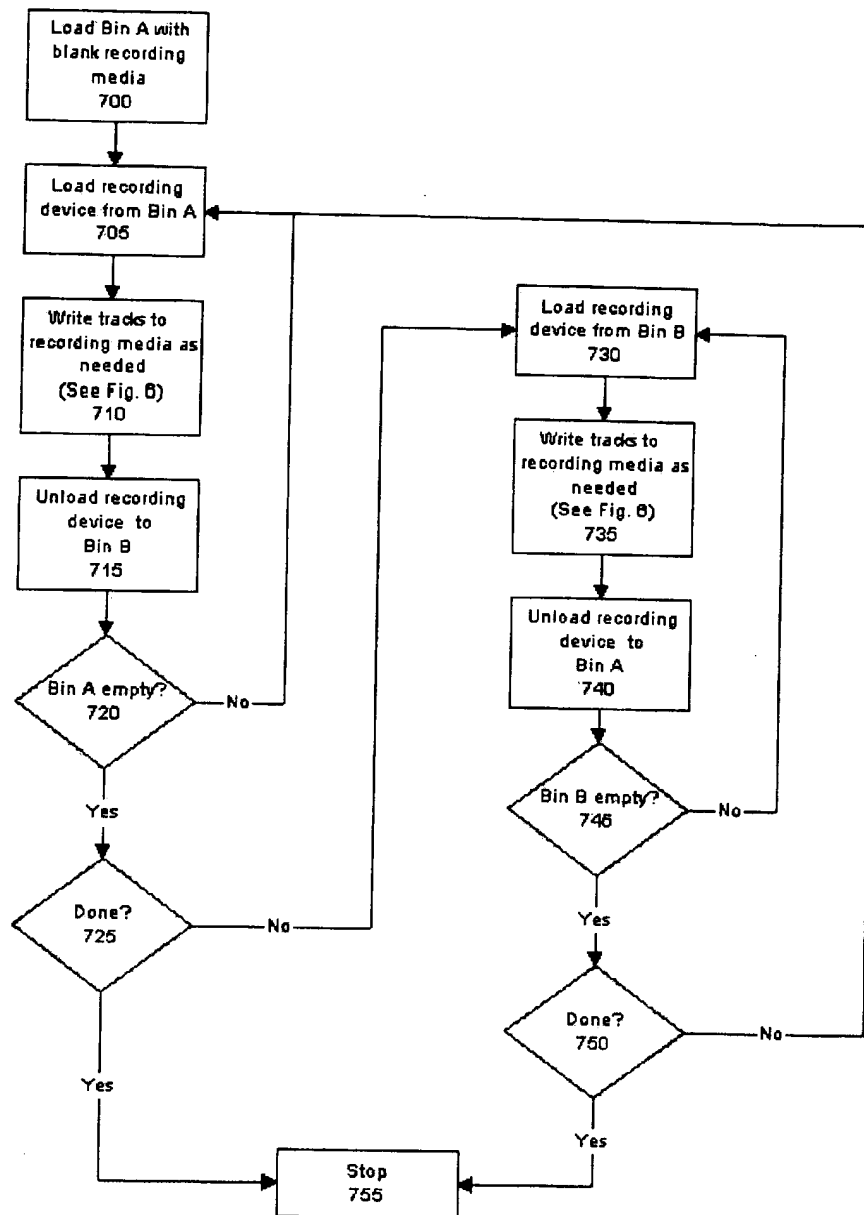 Load Bin A with
blank recording
media
700
Load recording
device from Bin A
705
Write tracks to
recording media as
needed
(See Fig. 6)
710
Unload recording
device to
Bin B
715
Bin A empty?
720
No
Yes
Done?
725
No
Yes
Load recording
device from Bin B
730
Write tracks to
recording media as
needed
(See Fig. 6)
735
Unload recording
device to
Bin A
740
Bin B empty?
745
No
Yes
Done?
750
No
Yes
Stop
755